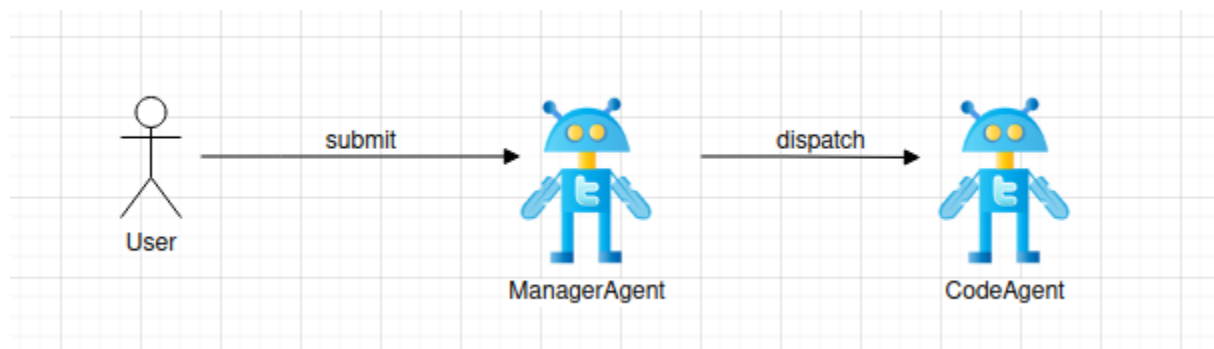 submit
dispatch
t
t
User
ManagerAgent
CodeAgent